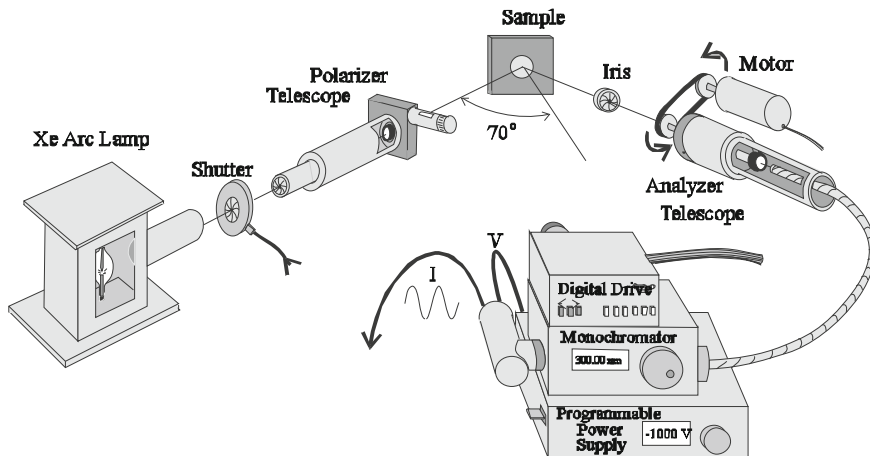 Sample
Polarizer
Telescope
Iris
Motor
Xe Arc Lamp
70°
Shutter
Analyzer
Telescope
V
I
Digital Drive
Monochromator
300.00 nm
Programmable
Power
Supply
-1000 V